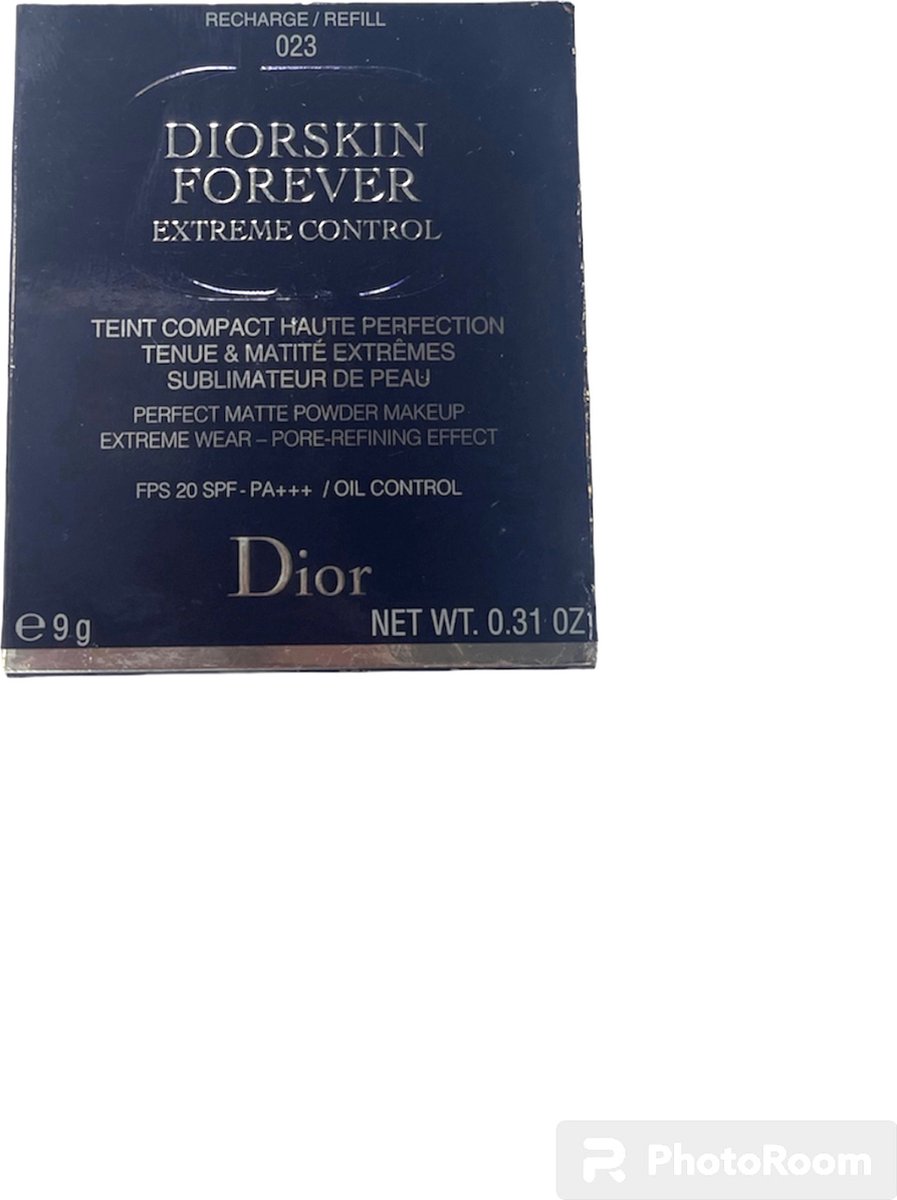 RECHARGE / REFILL
023
DIORSKIN
FOREVER
EXTREME CONTROL
TEINT COMPACT HAUTE PERFECTION
TENUE & MATITÉ EXTRÊMES
SUBLIMATEUR DE PEAU
PERFECT MATTE POWDER MAKEUP
EXTREME WEAR – PORE-REFINING EFFECT
FPS 20 SPF - PA+++ / OIL CONTROL
Dior
℮ 9 g NET WT. 0.31 OZ
PhotoRoom